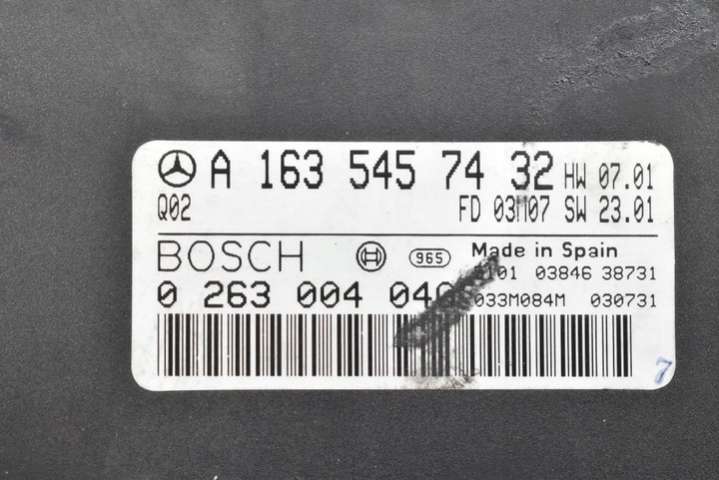 A 163 545 74 32 HW 07.01
Q02 FD 03M07 SW 23.01
BOSCH 965 Made in Spain
03846 38731
0 263 004 033M084M 030731
7